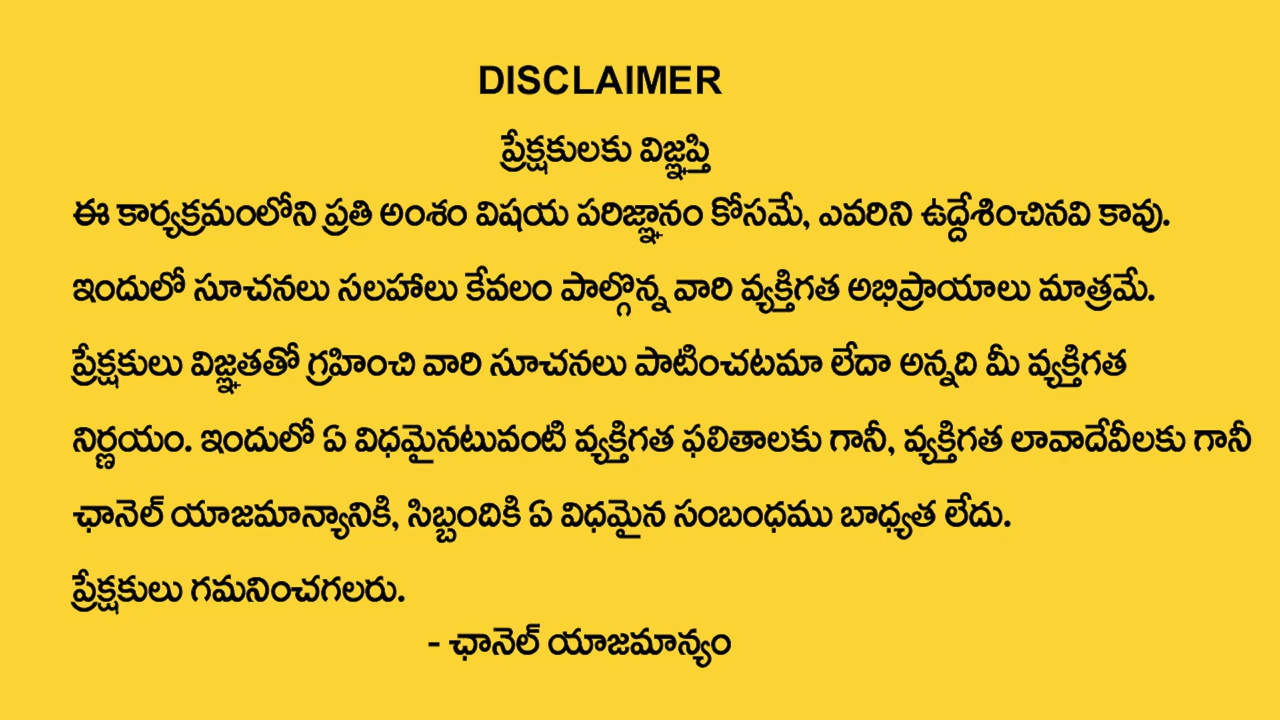 DISCLAIMER
ప్రేక్షకులకు విజ్ఞప్తి
ఈ కార్యక్రమంలోని ప్రతి అంశం విషయ పరిజ్ఞానం కోసమే, ఎవరిని ఉద్దేశించినవి కావు.
ఇందులో సూచనలు సలహాలు కేవలం పాల్గొన్న వారి వ్యక్తిగత అభిప్రాయాలు మాత్రమే.
ప్రేక్షకులు విజ్ఞతతో గ్రహించి వారి సూచనలు పాటించటమా లేదా అన్నది మీ వ్యక్తిగత
నిర్ణయం. ఇందులో ఏ విధమైనటువంటి వ్యక్తిగత ఫలితాలకు గానీ, వ్యక్తిగత లావాదేవీలకు గానీ
ఛానెల్ యాజమాన్యానికి, సిబ్బందికి ఏ విధమైన సంబంధము బాధ్యత లేదు.
ప్రేక్షకులు గమనించగలరు.
- ఛానెల్ యాజమాన్యం